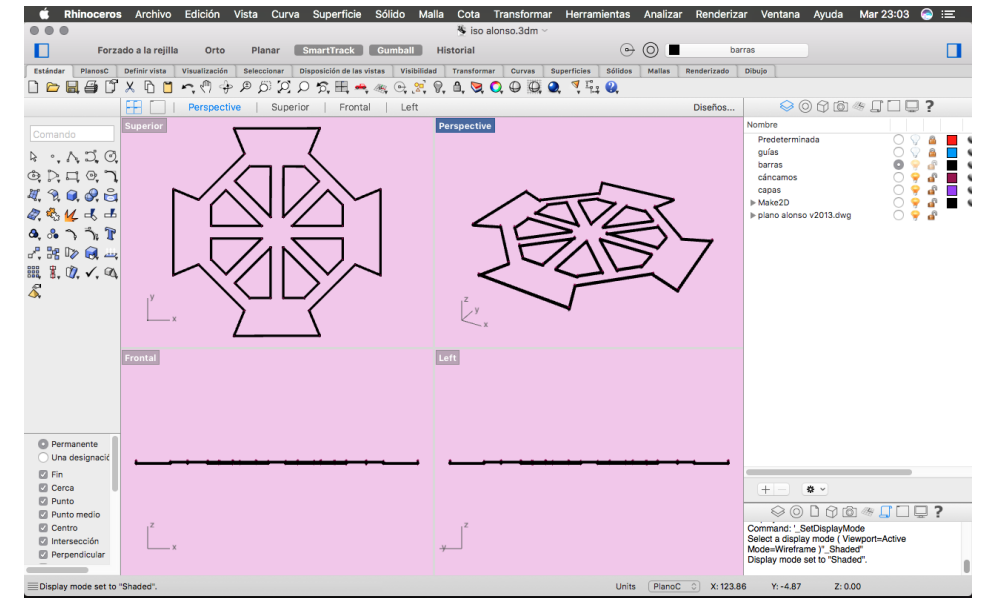 Rhinoceros Archivo Edición Vista Curva Superficie Sólido Malla Cota Transformar Herramientas Analizar Renderizar Ventana Ayuda Mar 23:03
iso alonso.3dm
Forzado a la rejilla Orto Planar SmartTrack Gumball Historial barras
Estándar PlanosC Definir vista Visualización Seleccionar Disposición de las vistas Visibilidad Transformar Curvas Superficies Sólidos Mallas Renderizado Dibujo
Perspective | Superior | Frontal | Left Diseños...
Comando
Superior
y
x
Perspective
z
y
x
Frontal
z
x
Left
z
y
Nombre
Predeterminada
guías
barras
cáncamos
capas
Make2D
plano alonso v2013.dwg
Permanente
Una designació
Fin
Cerca
Punto
Punto medio
Centro
Intersección
Perpendicular
Command: '_SetDisplayMode
Select a display mode ( Viewport=Active
Mode=Wireframe )"_Shaded"
Display mode set to "Shaded".
Display mode set to "Shaded". Units PlanoC X: 123.86 Y: -4.87 Z: 0.00